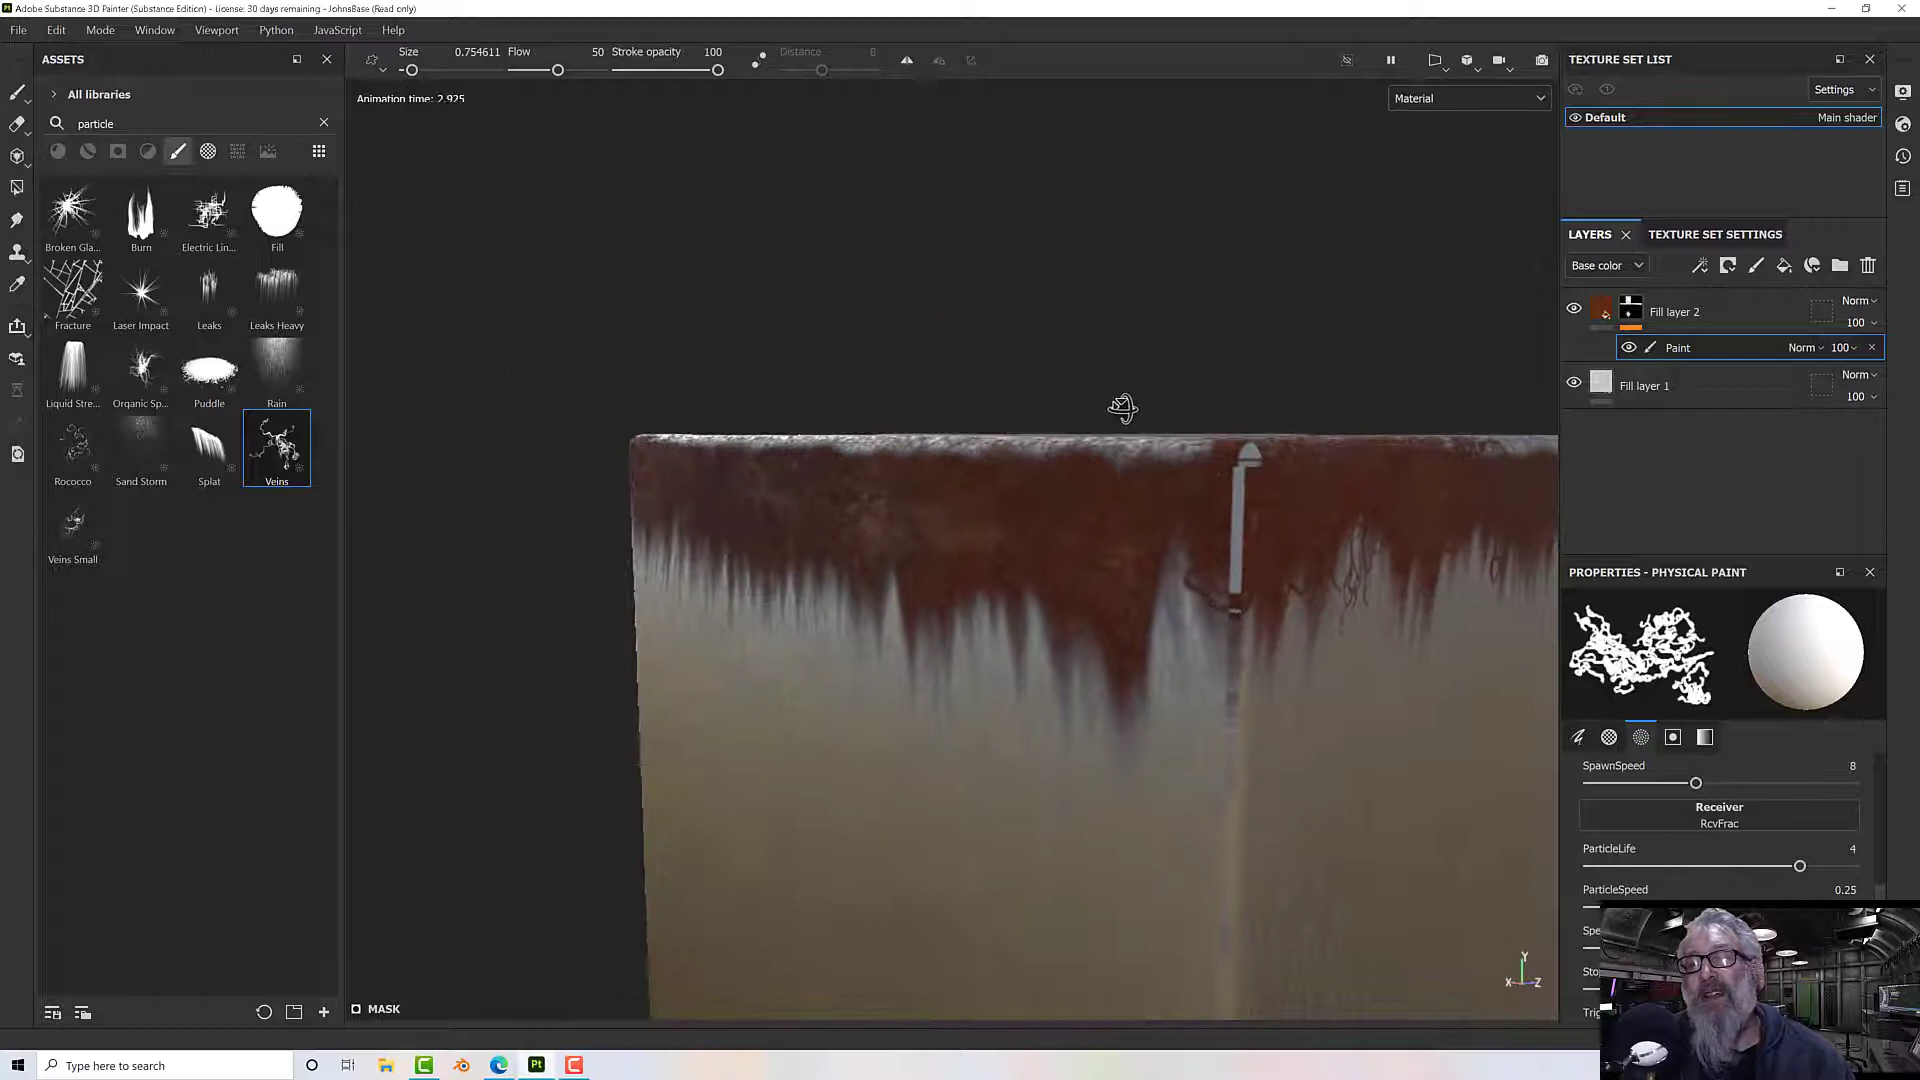 Adobe Substance 3D Painter (Substance Edition) - License: 30 days remaining - JohnsBase (Read only)
File Edit Mode Window Viewport Python JavaScript Help
ASSETS
All libraries
particle
Broken Gla...
Burn
Electric Lin...
Fill
Fracture
Laser Impact
Leaks
Leaks Heavy
Liquid Stre...
Organic Sp...
Puddle
Rain
Rococco
Sand Storm
Splat
Veins
Veins Small
Size 0.754611 Flow 50 Stroke opacity 100 Distance 8
Animation time: 2.925
Material
MASK
Y
X Z
TEXTURE SET LIST
Settings
Default Main shader
LAYERS TEXTURE SET SETTINGS
Base color
Norm
Fill layer 2
100
Paint Norm 100
Norm
Fill layer 1
100
PROPERTIES - PHYSICAL PAINT
SpawnSpeed 8
Receiver
RcvFrac
ParticleLife 4
ParticleSpeed 0.25
Pt
Type here to search